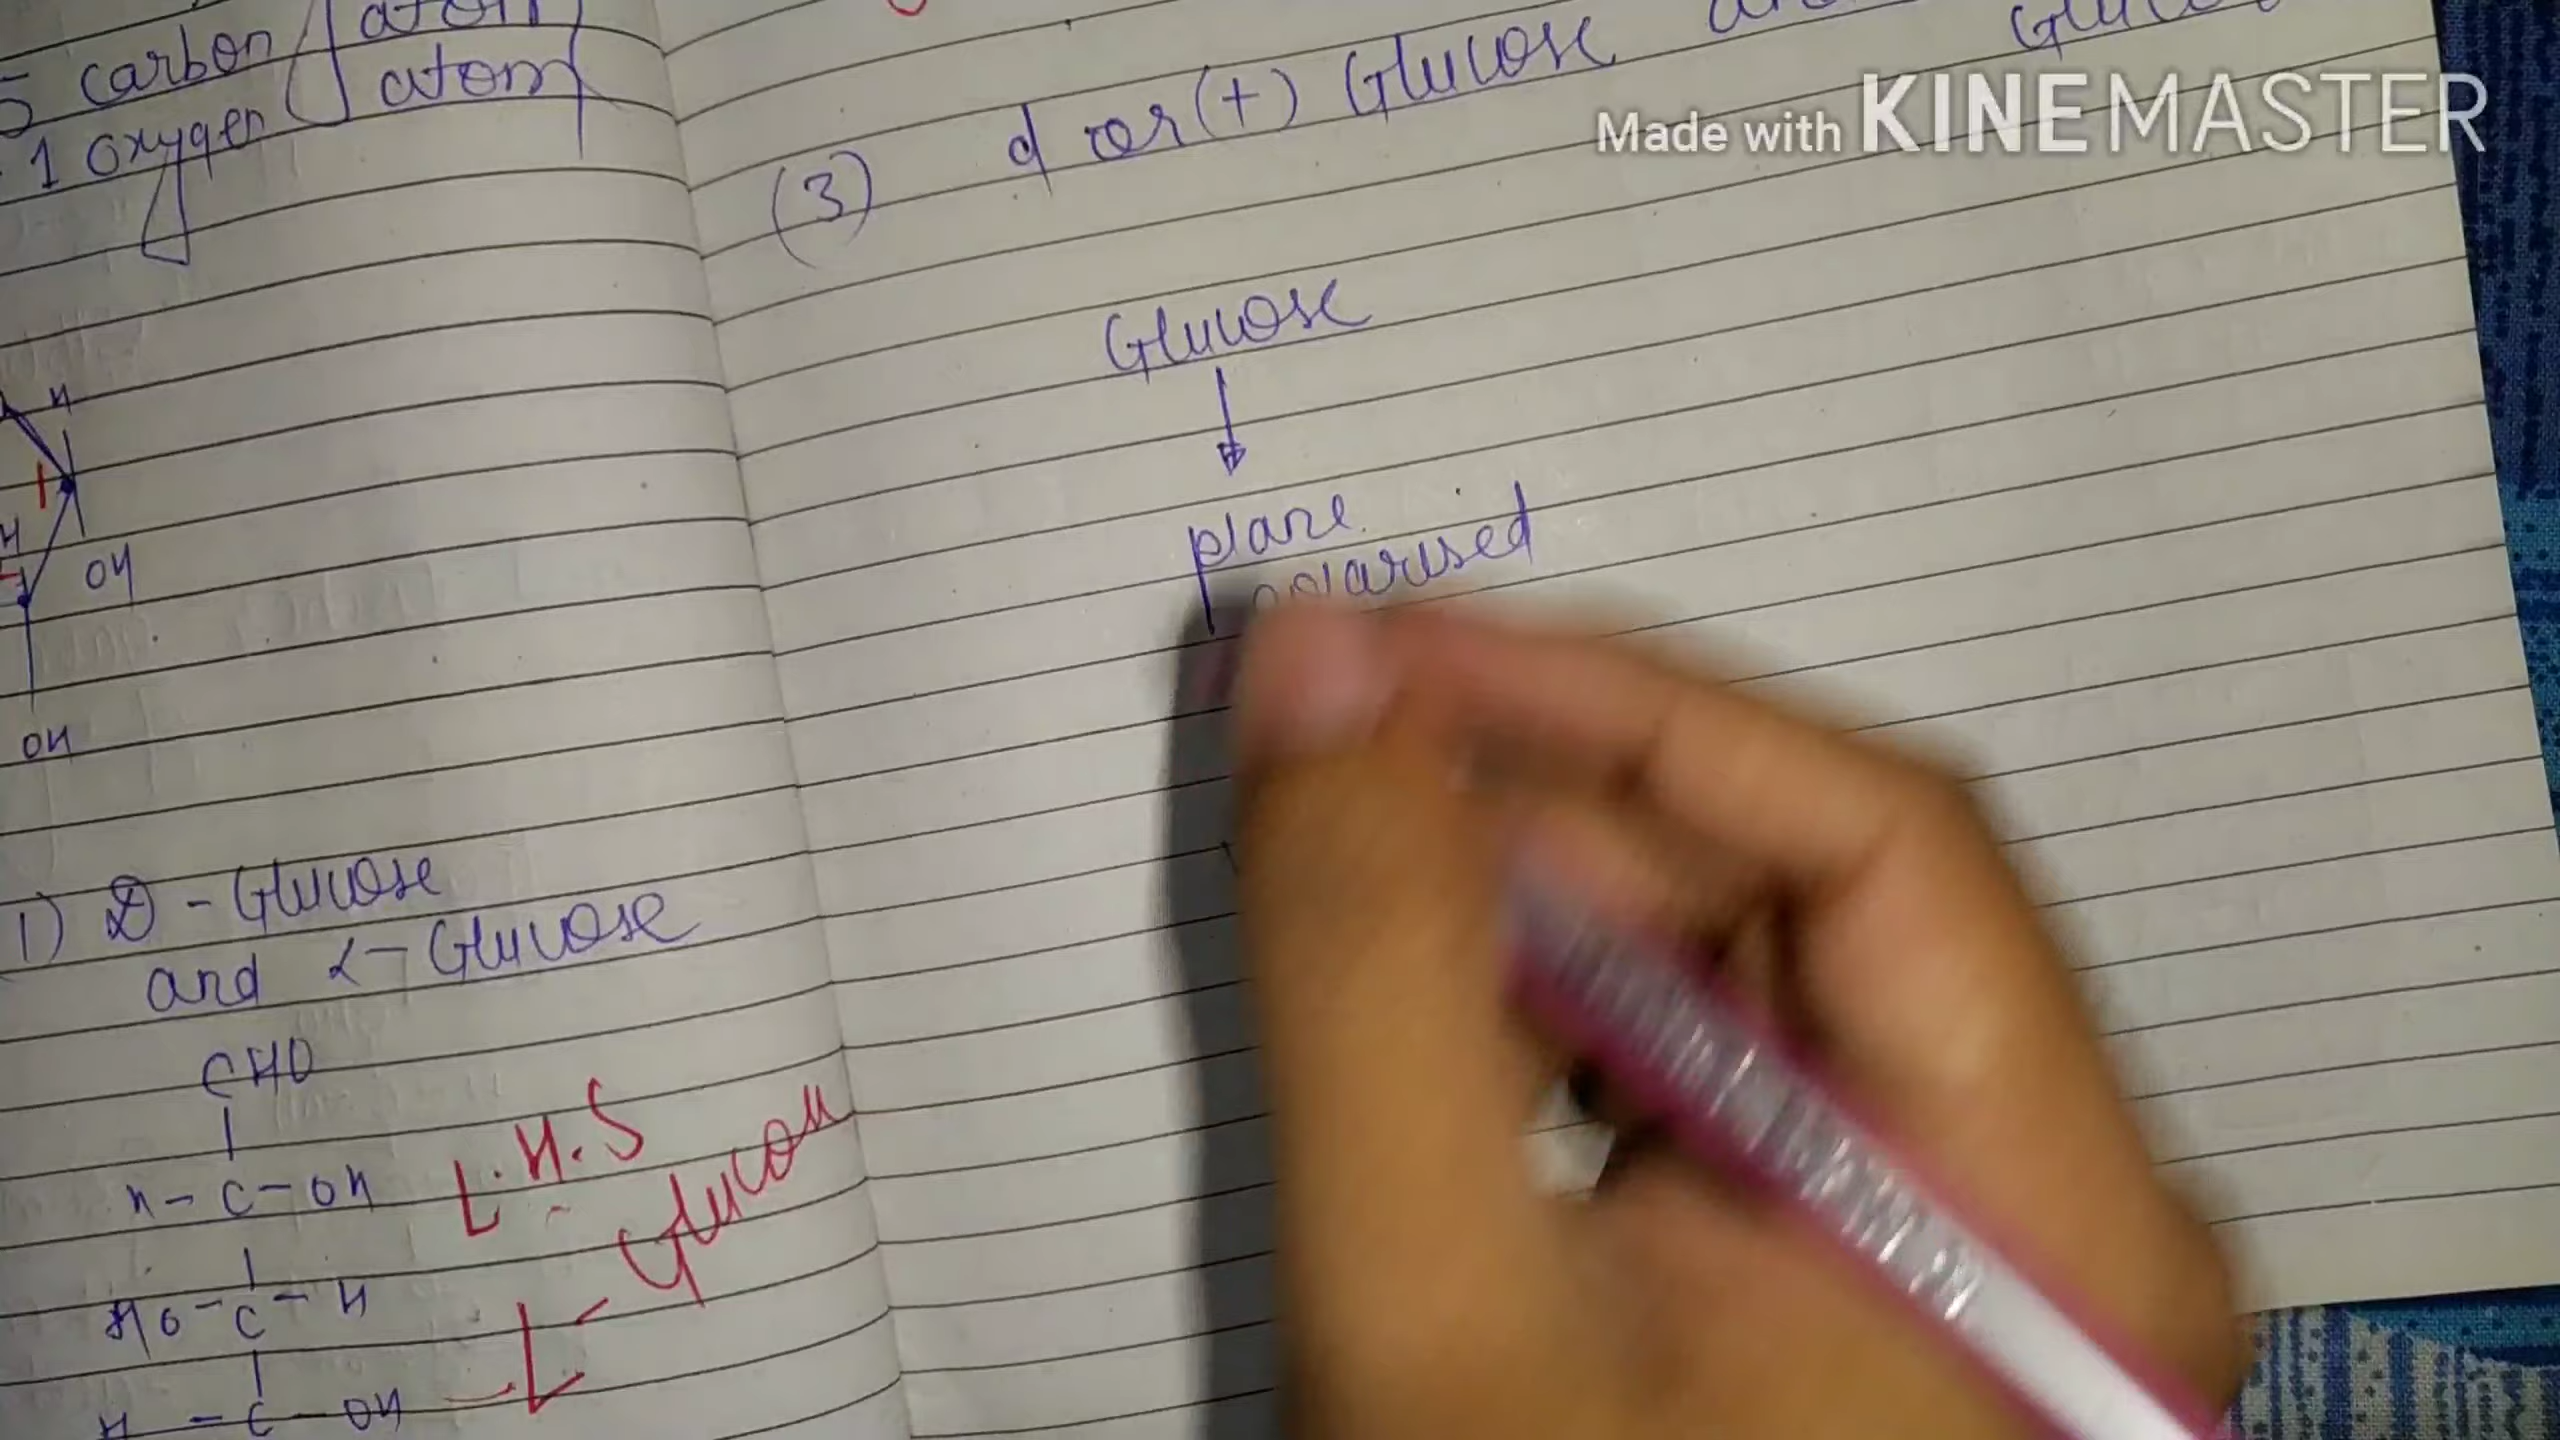 5 carbon atom
1 oxygen atom
H
1
H
OH
OH
1) D - Glucose
and L- Glucose
CHO
H - C - OH
HO - C - H
H - C - OH
L.H.S
L - Glucose
(3) d or (+) Glucose
Glucose
plane
polarised
Made with KINEMASTER